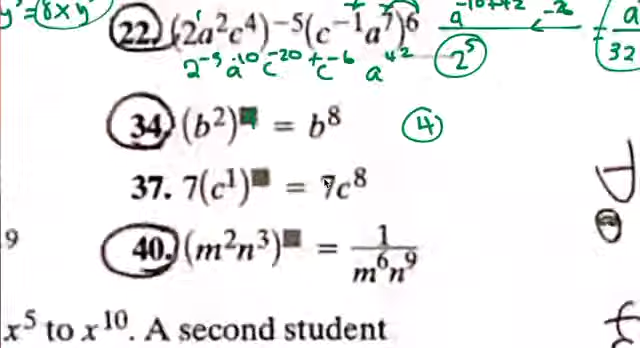 22. (2a²c⁴)⁻⁵(c⁻¹a⁷)⁶
2⁻⁵ a⁻¹⁰ c⁻²⁰ + c⁻⁶ a⁴² 2⁵ 32
34. (b²)■ = b⁸ 4
37. 7(c¹)■ = 7c⁸
9
40. (m²n³)■ = 1/m⁶n⁹
x⁵ to x¹⁰. A second student